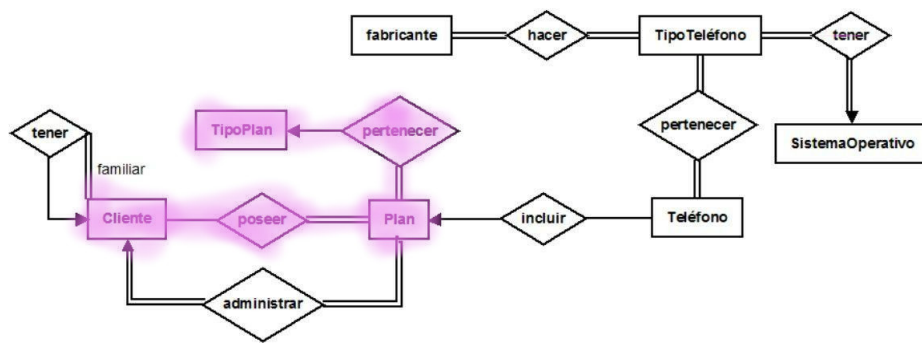 fabricante
hacer
TipoTeléfono
tener
TipoPlan
pertenecer
pertenecer
tener
SistemaOperativo
familiar
Cliente
poseer
Plan
incluir
Teléfono
administrar